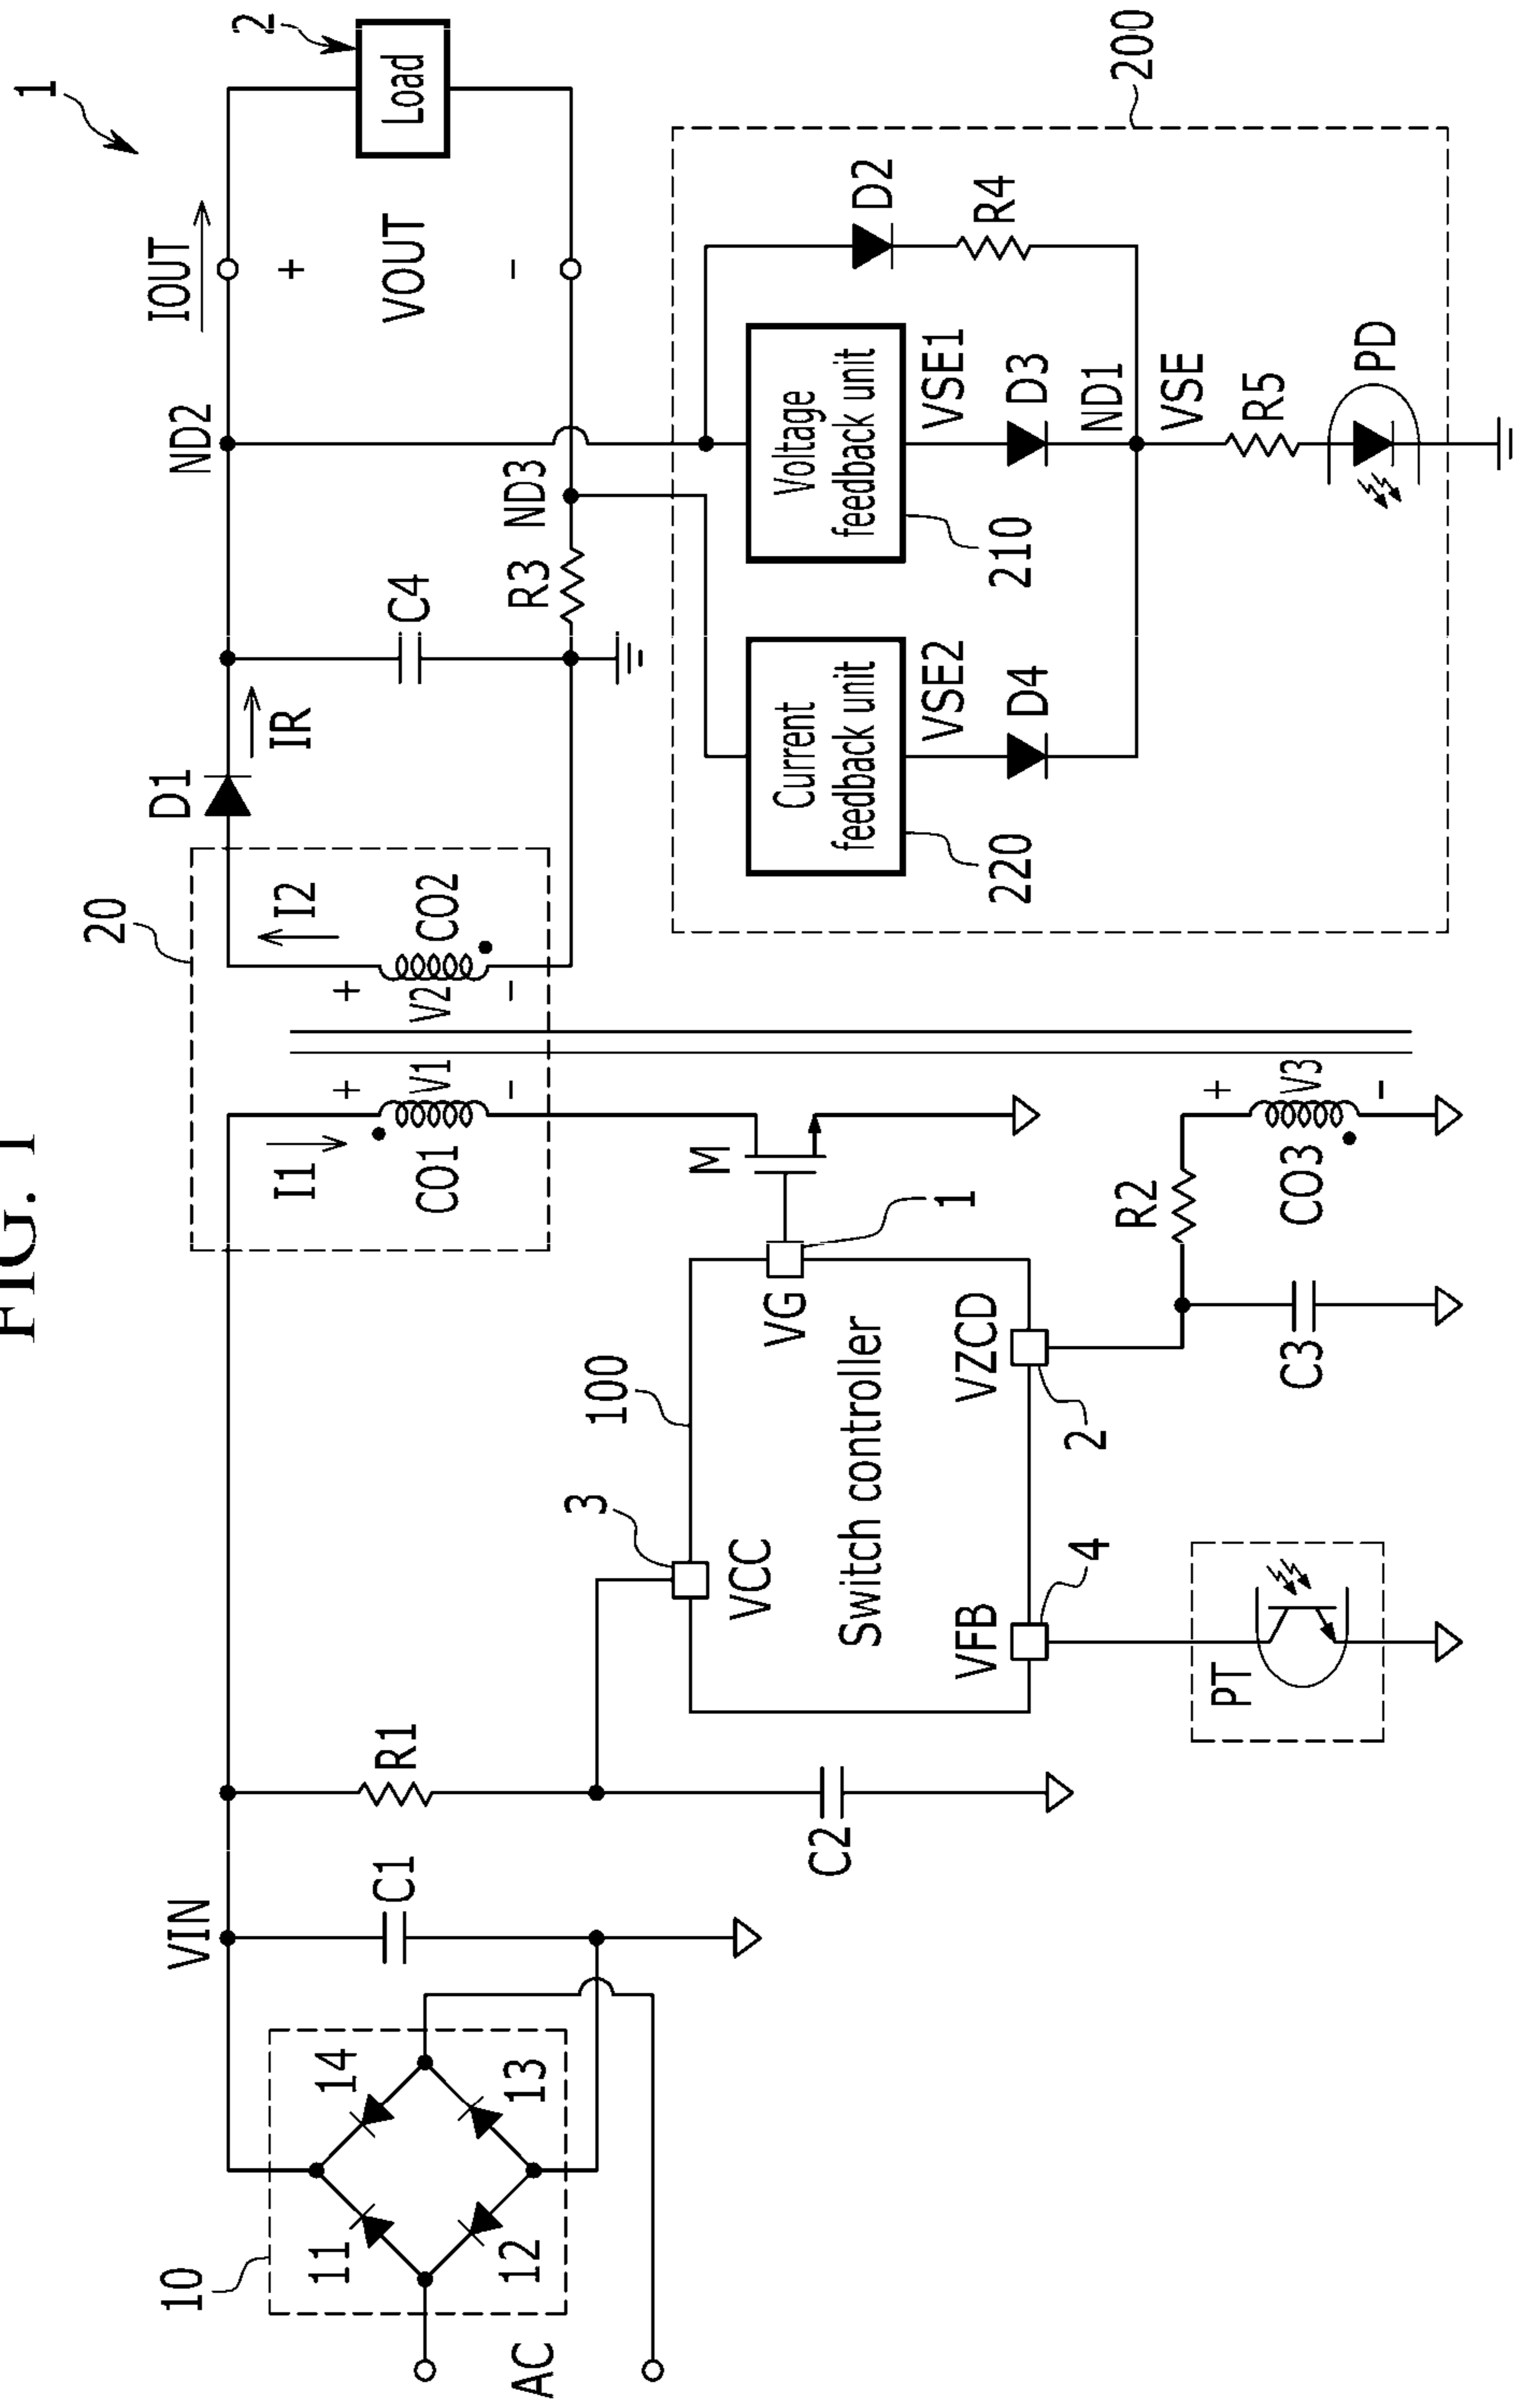 FIG. 1
1
2
Load
IOUT
+
VOUT
-
ND2
ND3
R3
C4
D1
IR
20
I2
+
V2
-
CO2
+
V1
-
I1
CO1
M
1
VG
100
3
VCC
Switch controller
VZCD
2
VFB
4
R2
C3
+
V3
-
CO3
PT
R1
C2
VIN
C1
10
11
14
12
13
AC
200
D2
R4
Voltage
feedback unit
210
VSE1
D3
ND1
VSE
R5
PD
Current
feedback unit
220
VSE2
D4